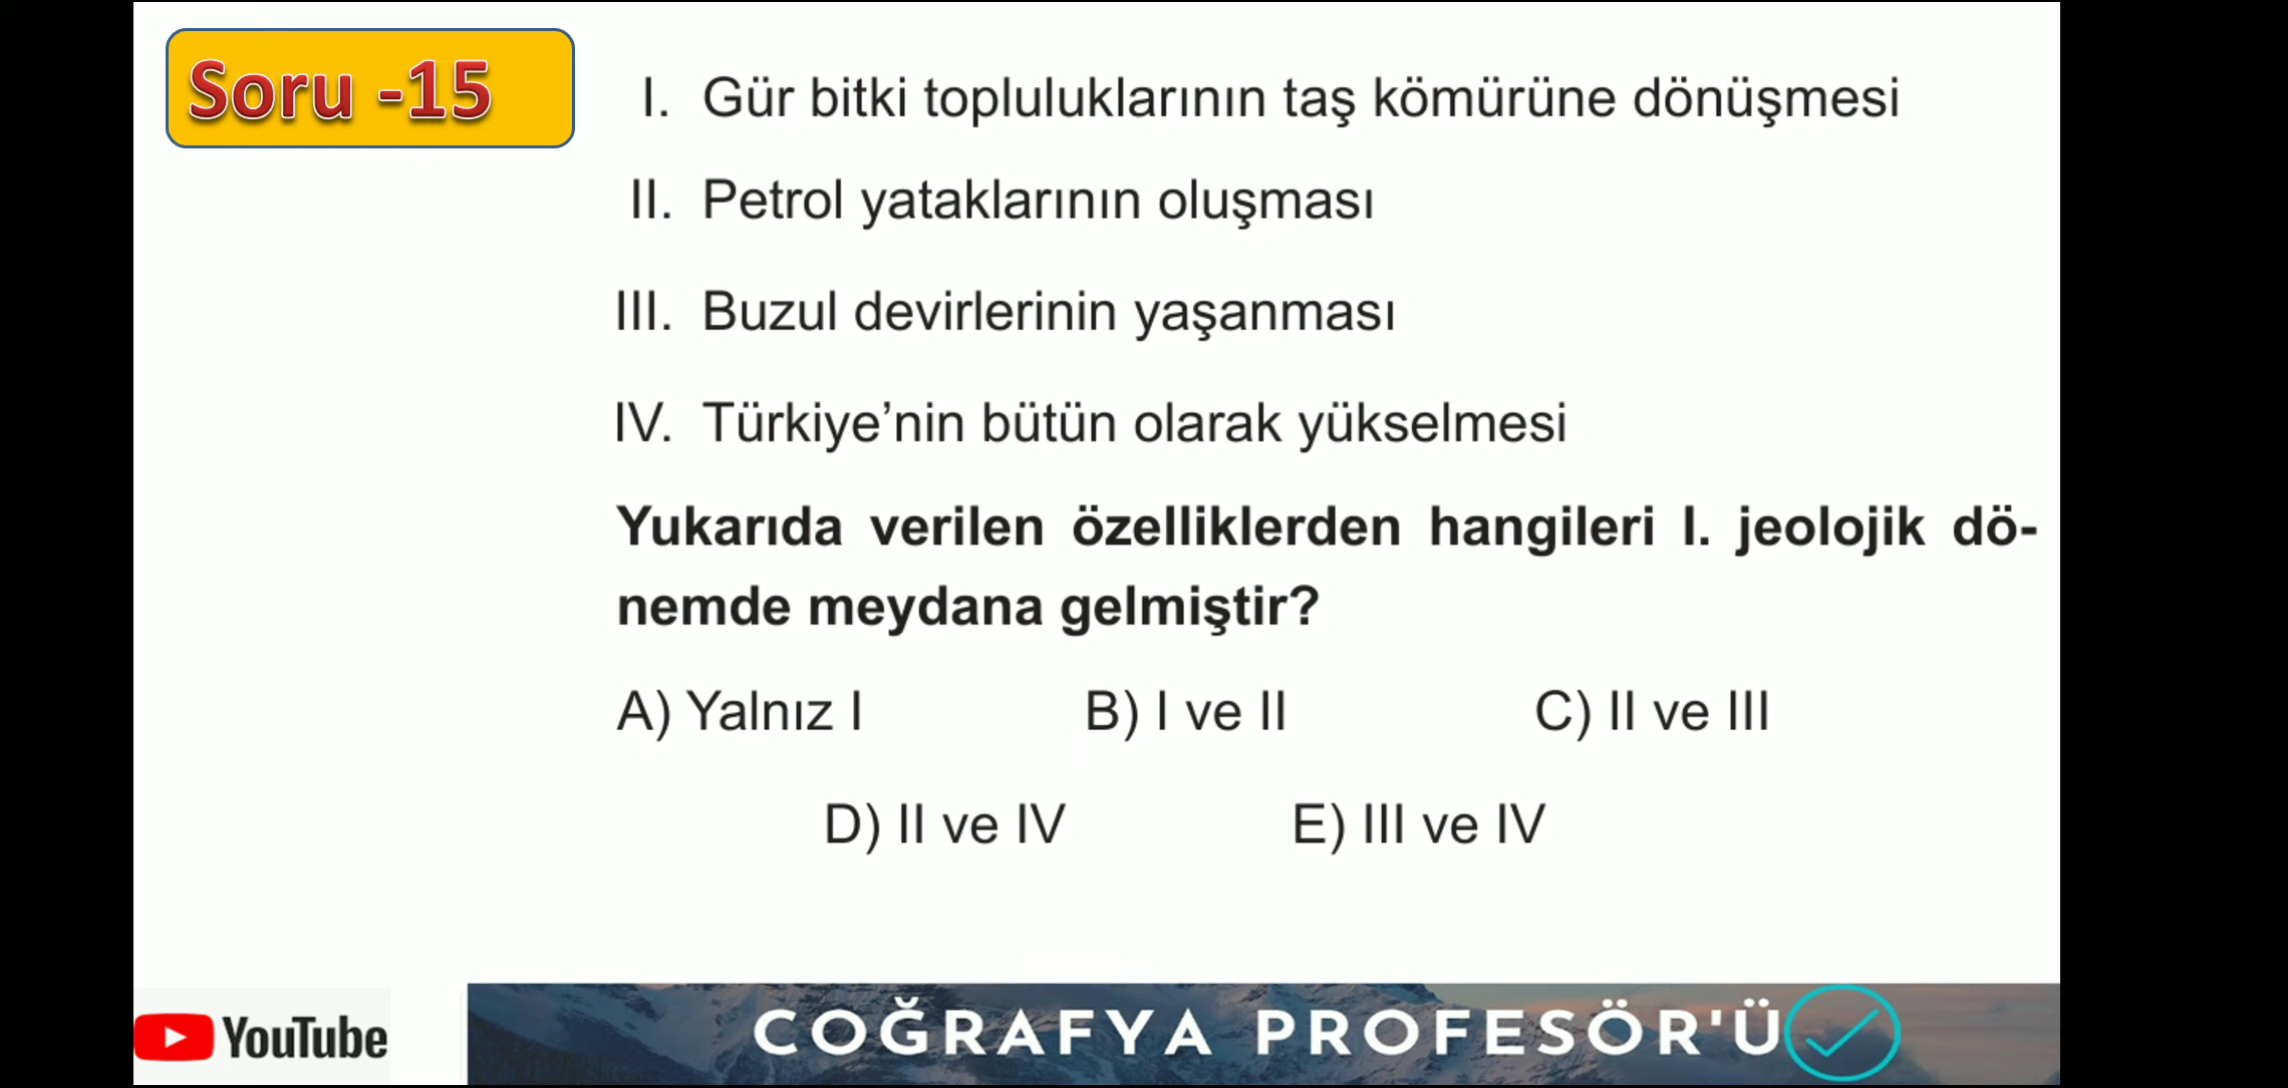 Soru -15
I. Gür bitki topluluklarının taş kömürüne dönüşmesi
II. Petrol yataklarının oluşması
III. Buzul devirlerinin yaşanması
IV. Türkiye’nin bütün olarak yükselmesi
Yukarıda verilen özelliklerden hangileri I. jeolojik dö-
nemde meydana gelmiştir?
A) Yalnız I B) I ve II C) II ve III
D) II ve IV E) III ve IV
YouTube
COĞRAFYA PROFESÖR'Ü